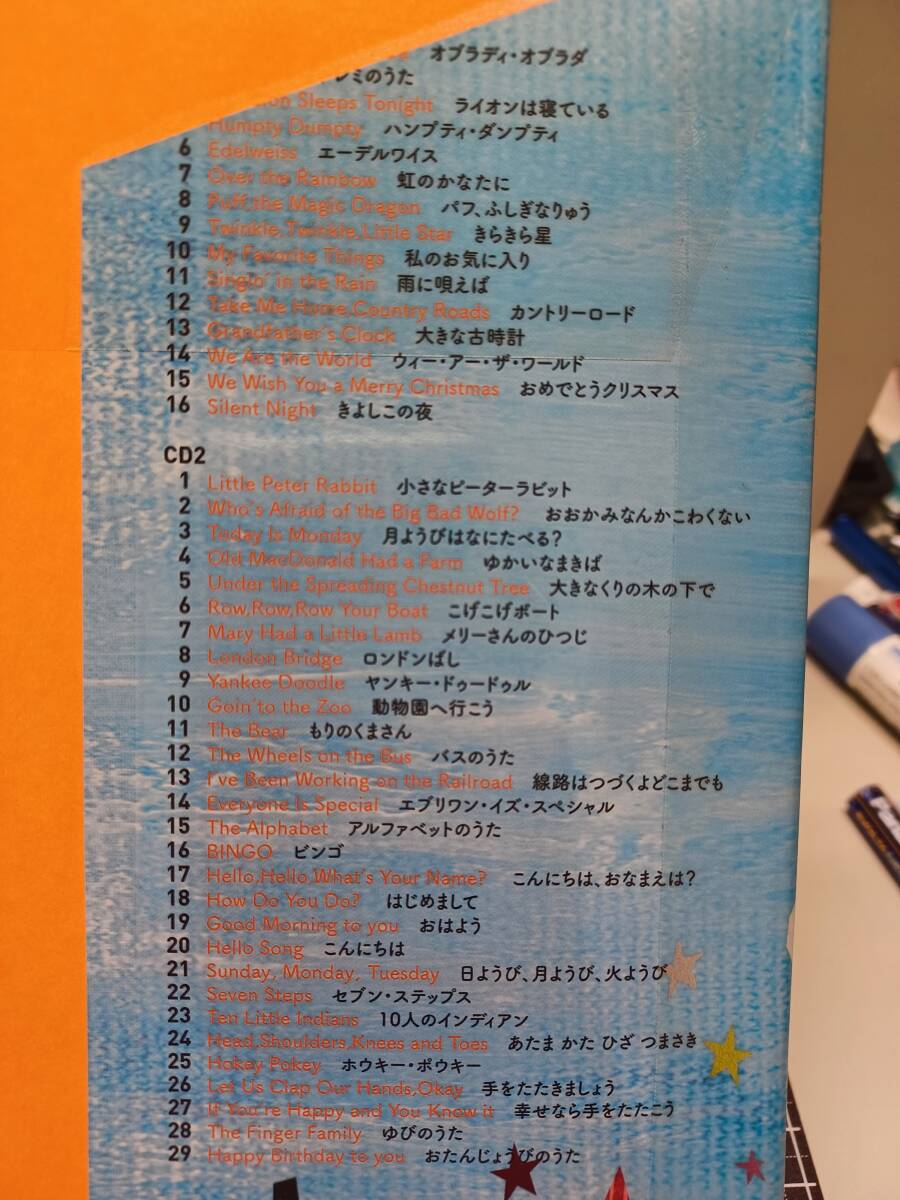 オブラディ・オブラダ
レミのうた
Sleeps Tonight ライオンは寝ている
Humpty Dumpty ハンプティ・ダンプティ
6 Edelweiss エーデルワイス
7 Over the Rainbow 虹のかなたに
8 Puff,the Magic Dragon パフ、ふしぎなりゅう
9 Twinkle,Twinkle,Little Star きらきら星
10 My Favorite Things 私のお気に入り
11 Singin' in the Rain 雨に唄えば
12 Take Me Home,Country Roads カントリーロード
13 Grandfather's Clock 大きな古時計
14 We Are the World ウィー・アー・ザ・ワールド
15 We Wish You a Merry Christmas おめでとうクリスマス
16 Silent Night きよしこの夜
CD2
1 Little Peter Rabbit 小さなピーターラビット
2 Who's Afraid of the Big Bad Wolf? おおかみなんかこわくない
3 Today Is Monday 月ようびはなにたべる?
4 Old MacDonald Had a Farm ゆかいなまきば
5 Under the Spreading Chestnut Tree 大きなくりの木の下で
6 Row,Row,Row Your Boat こげこげボート
7 Mary Had a Little Lamb メリーさんのひつじ
8 London Bridge ロンドンばし
9 Yankee Doodle ヤンキー・ドゥードゥル
10 Goin'to the Zoo 動物園へ行こう
11 The Bear もりのくまさん
12 The Wheels on the Bus バスのうた
13 I've Been Working on the Railroad 線路はつづくよどこまでも
14 Everyone Is Special エブリワン・イズ・スペシャル
15 The Alphabet アルファベットのうた
16 BINGO ビンゴ
17 Hello,Hello,What's Your Name? こんにちは、おなまえは?
18 How Do You Do? はじめまして
19 Good Morning to you おはよう
20 Hello Song こんにちは
21 Sunday, Monday, Tuesday 日ようび、月ようび、火ようび
22 Seven Steps セブン・ステップス
23 Ten Little Indians 10人のインディアン
24 Head,Shoulders,Knees and Toes あたま かた ひざ つまさき
25 Hokey Pokey ホウキー・ポウキー
26 Let Us Clap Our Hands,Okay 手をたたきましょう
27 If You're Happy and You Know it 幸せなら手をたたこう
28 The Finger Family ゆびのうた
29 Happy Birthday to you おたんじょうびのうた